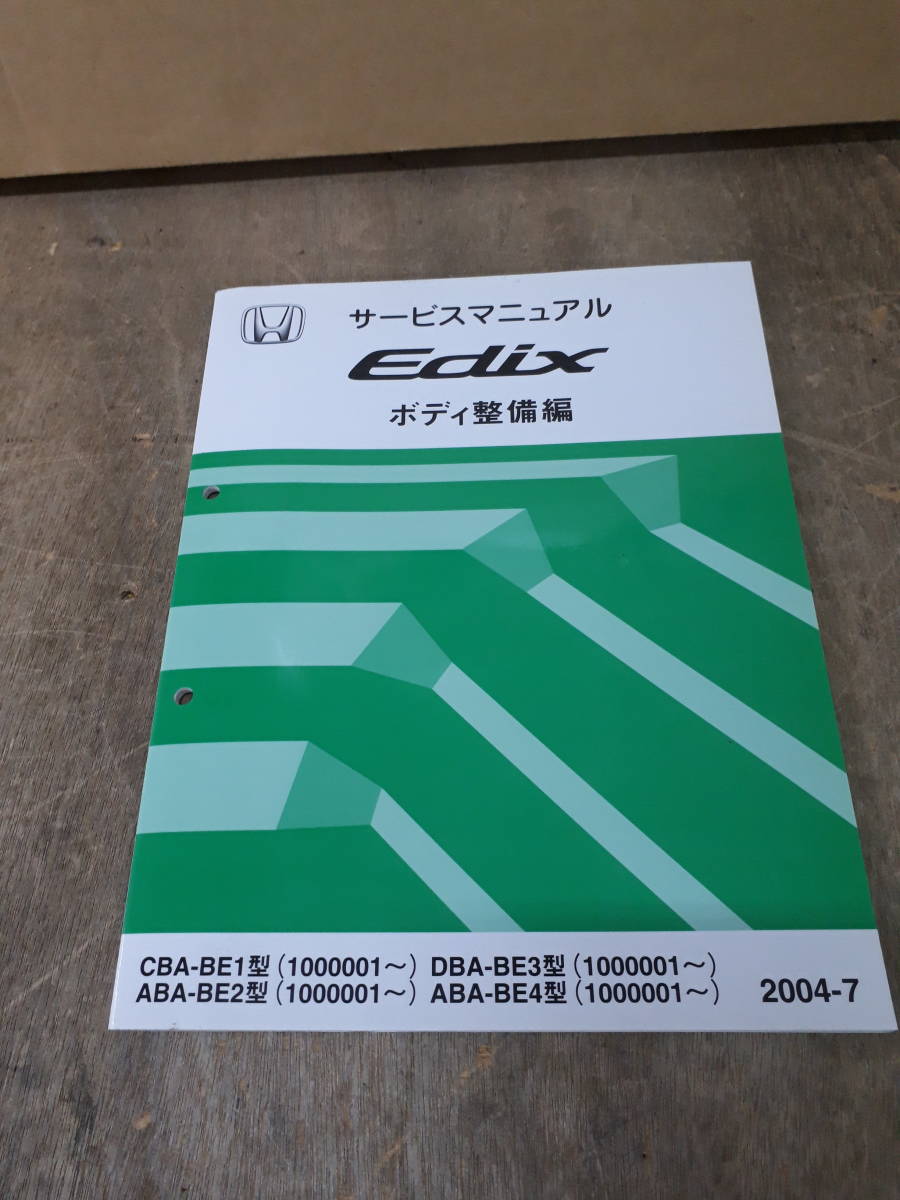 サービスマニュアル
Edix
ボディ整備編
CBA-BE1型(1000001〜) DBA-BE3型(1000001〜)
ABA-BE2型(1000001〜) ABA-BE4型(1000001〜) 2004-7